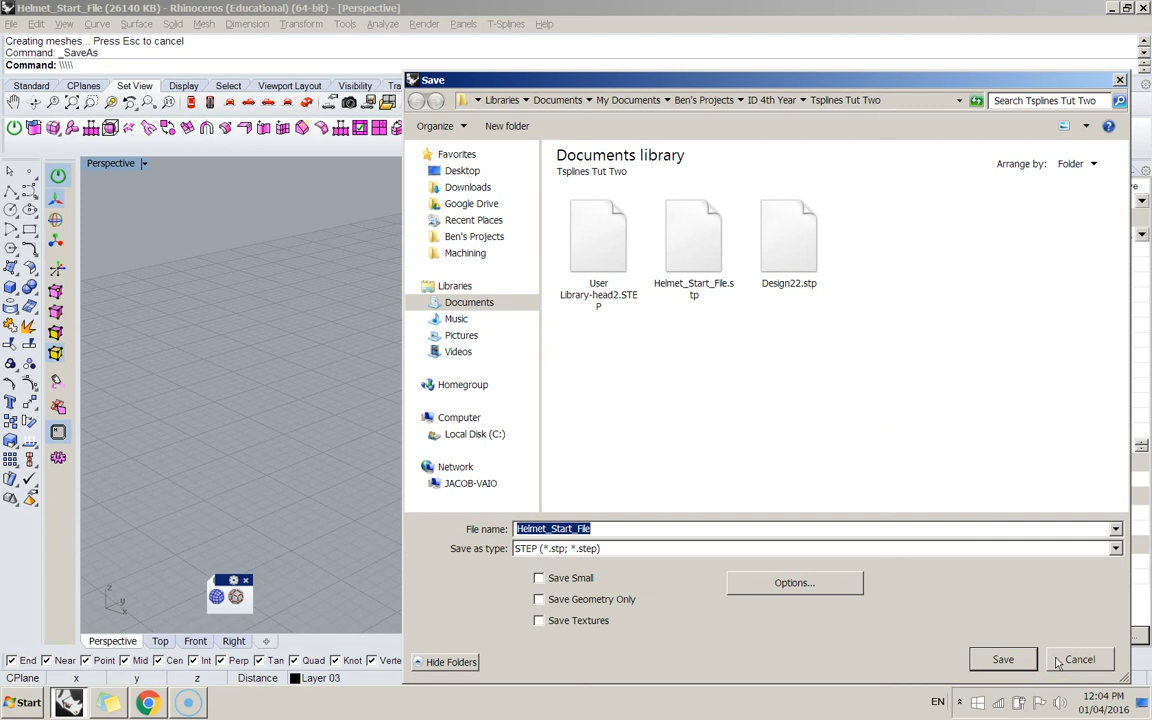 Helmet_Start_File (26140 KB) - Rhinoceros (Educational) (64-bit) - [Perspective]
File Edit View Curve Surface Solid Mesh Dimension Transform Tools Analyze Render Panels T-Splines Help
Creating meshes... Press Esc to cancel
Command: _SaveAs
Command: \\\\\
Standard CPlanes Set View Display Select Viewport Layout Visibility Tra
Perspective
Save
Libraries Documents My Documents Ben's Projects ID 4th Year Tsplines Tut Two
Search Tsplines Tut Two
Organize New folder
Favorites
Desktop
Downloads
Google Drive
Recent Places
Ben's Projects
Machining
Libraries
Documents
Music
Pictures
Videos
Homegroup
Computer
Local Disk (C:)
Network
JACOB-VAIO
Documents library
Tsplines Tut Two
Arrange by: Folder
User
Library-head2.STE
P
Helmet_Start_File.s
tp
Design22.stp
File name: Helmet_Start_File
Save as type: STEP (*.stp; *.step)
Save Small
Save Geometry Only
Save Textures
Options...
Hide Folders
Save Cancel
z
y
x
Perspective Top Front Right
End Near Point Mid Cen Int Perp Tan Quad Knot Verte
CPlane x y z Distance Layer 03
Start
EN
12:04 PM
01/04/2016